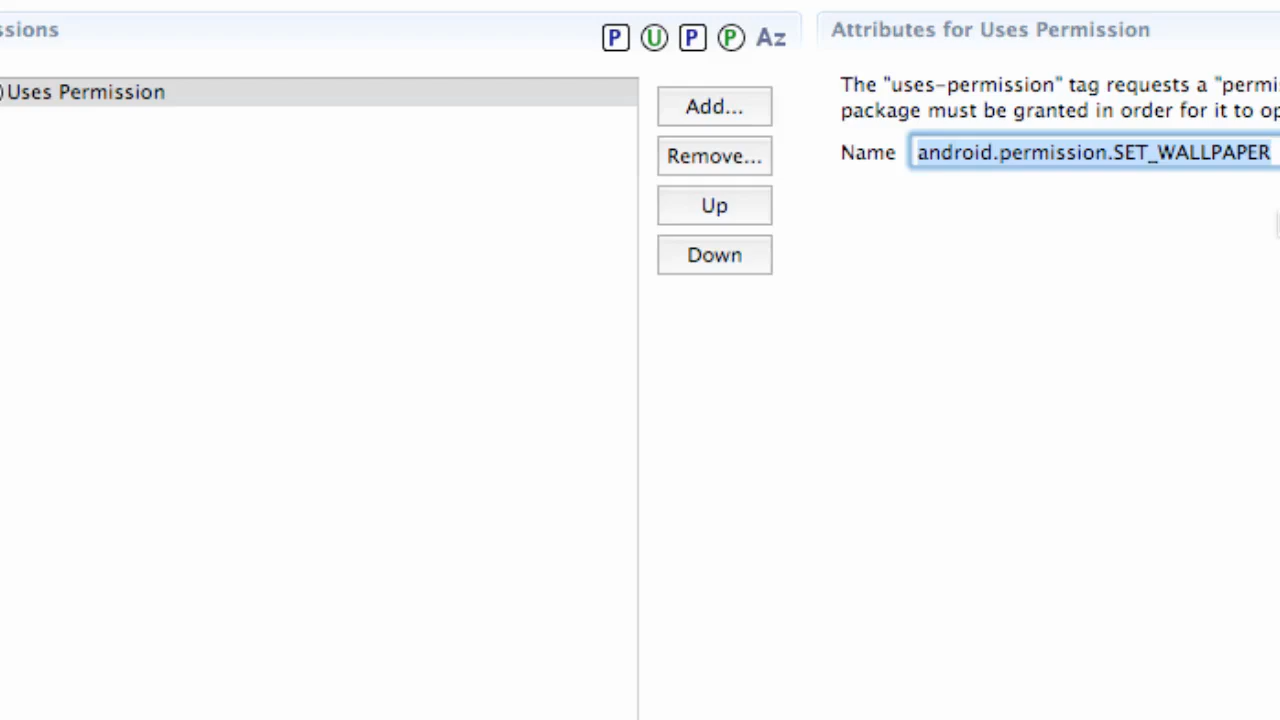 ssions
P U P P Az
Uses Permission
Add...
Remove...
Up
Down
Attributes for Uses Permission
The "uses-permission" tag requests a "permi
package must be granted in order for it to op
Name android.permission.SET_WALLPAPER